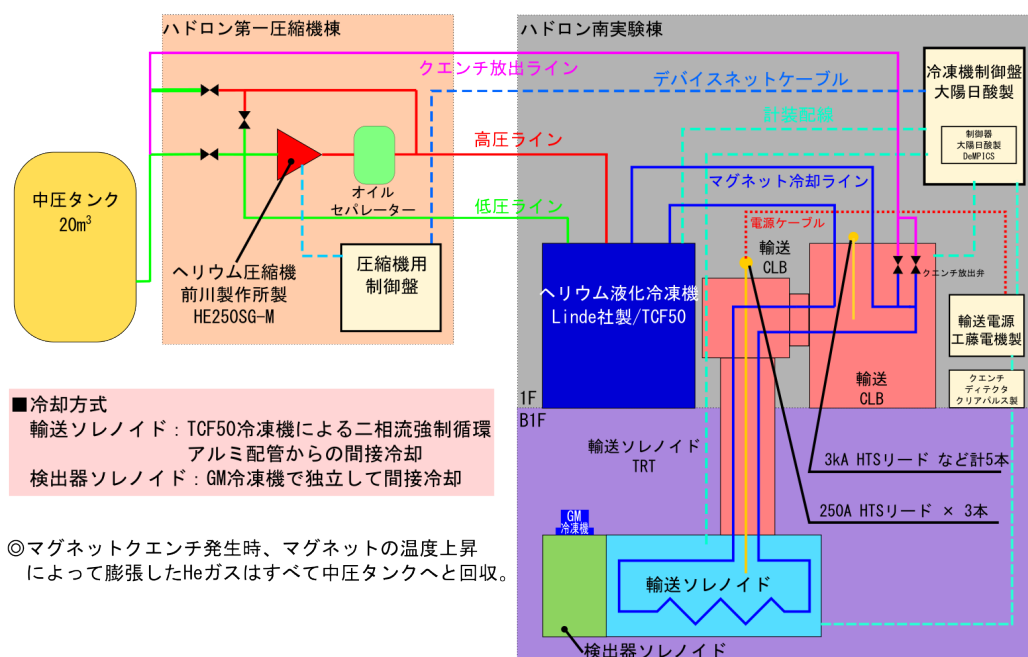 ハドロン第一圧縮機棟
ハドロン南実験棟
クエンチ放出ライン
デバイスネットケーブル
冷凍機制御盤
大陽日酸製
計装配線
制御器
大陽日酸製
DeMPICS
高圧ライン
マグネット冷却ライン
中圧タンク
20m³
オイル
セパレーター
低圧ライン
電源ケーブル
輸送
CLB
クエンチ放出弁
ヘリウム圧縮機
前川製作所製
HE250SG-M
圧縮機用
制御盤
ヘリウム液化冷凍機
Linde社製/TCF50
輸送電源
工藤電機製
輸送
CLB
クエンチ
ディテクタ
クリアパルス製
1F
B1F
■冷却方式
輸送ソレノイド:TCF50冷凍機による二相流強制循環
アルミ配管からの間接冷却
検出器ソレノイド:GM冷凍機で独立して間接冷却
輸送ソレノイド
TRT
3kA HTSリード など計5本
250A HTSリード × 3本
GM
冷凍機
◎マグネットクエンチ発生時、マグネットの温度上昇
によって膨張したHeガスはすべて中圧タンクへと回収。
輸送ソレノイド
検出器ソレノイド